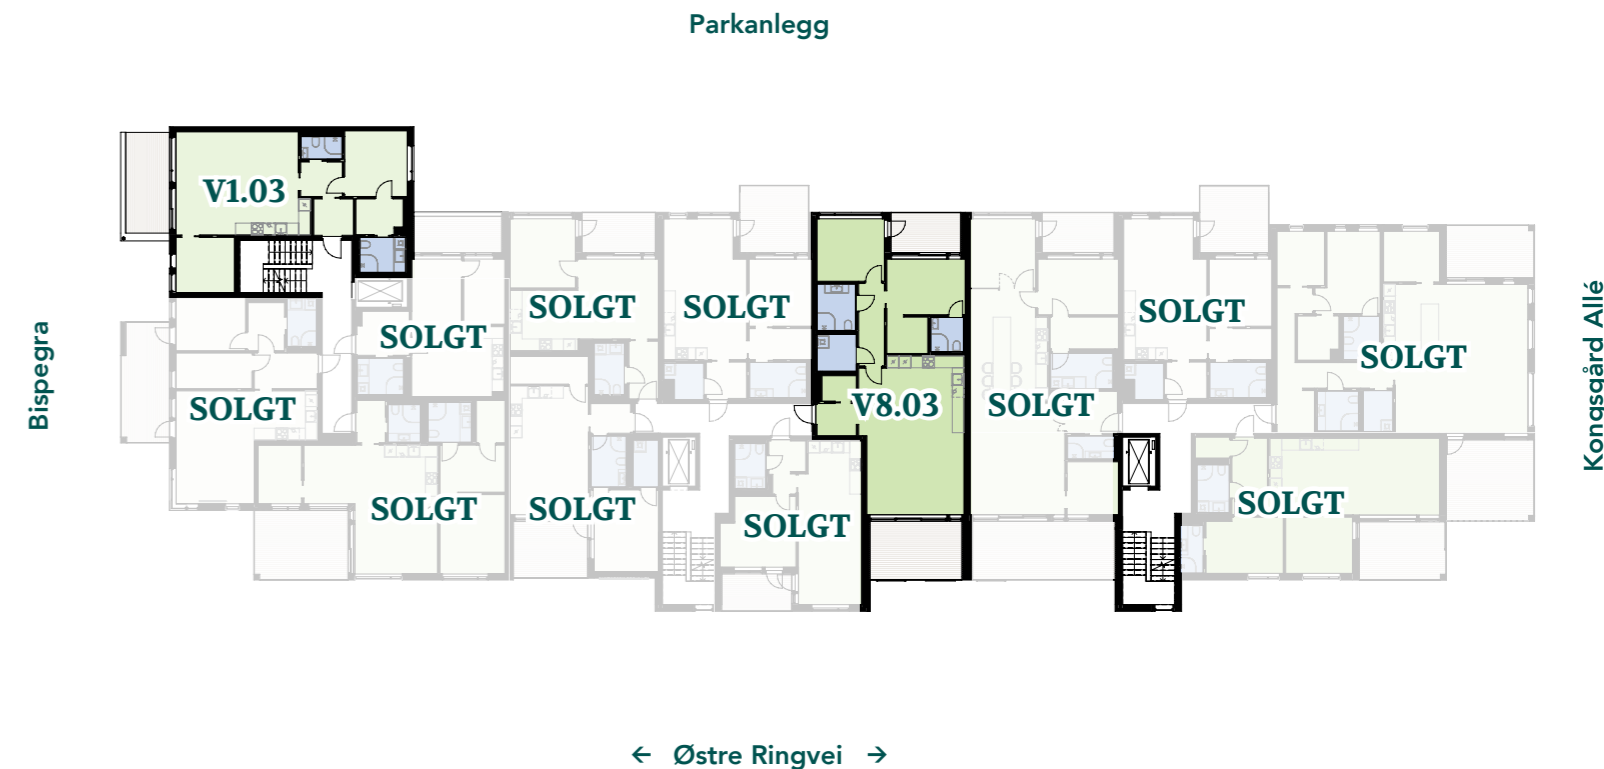 Parkanlegg
V1.03
SOLGT
SOLGT
SOLGT
SOLGT
SOLGT
SOLGT
SOLGT
V8.03
SOLGT
SOLGT
SOLGT
SOLGT
SOLGT
Bispegra
Kongsgård Allé
← Østre Ringvei →